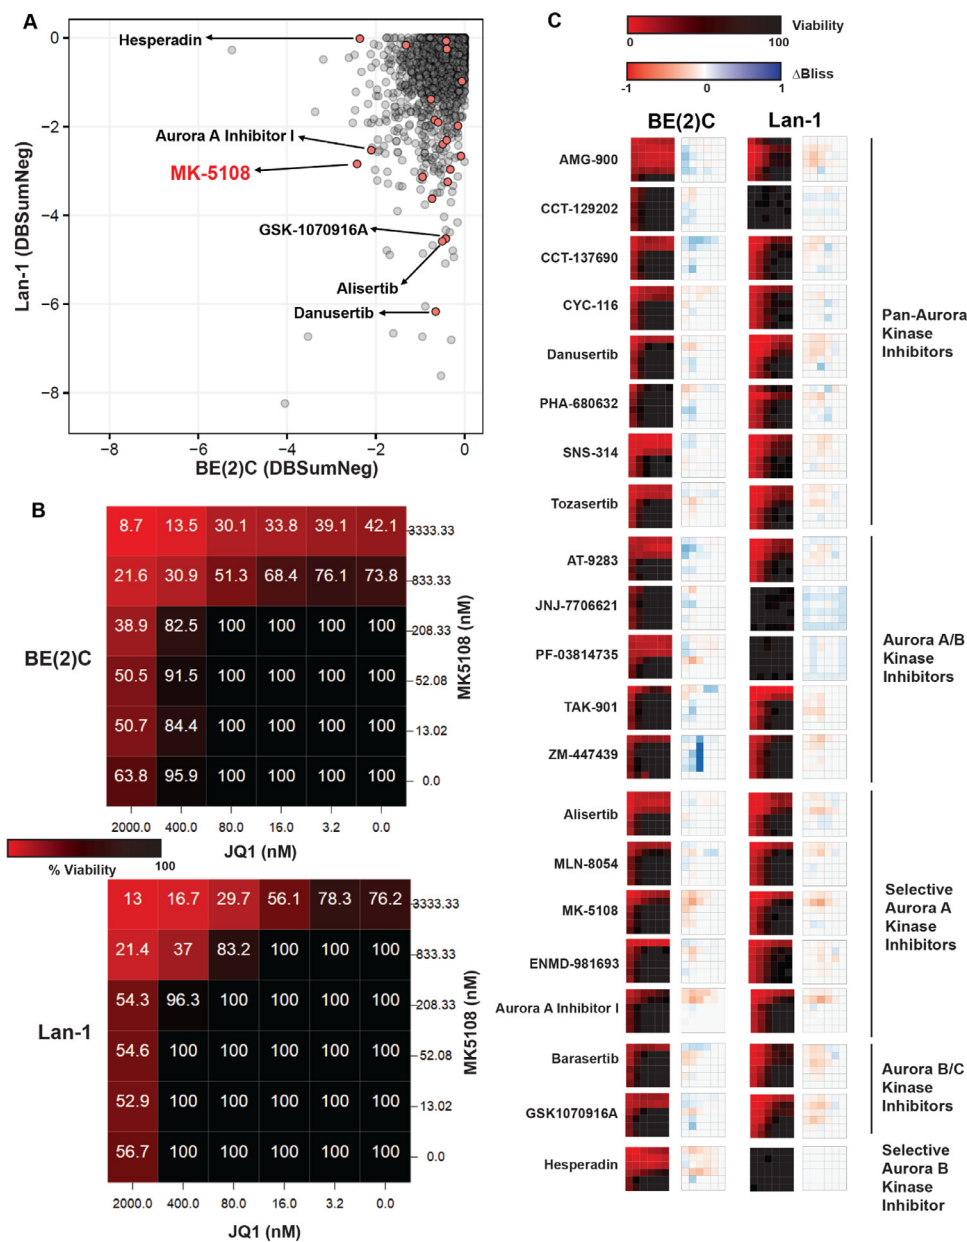 A
Lan-1 (DBSumNeg)
0
−2
−4
−6
−8
Hesperadin
Aurora A Inhibitor I
MK-5108
GSK-1070916A
Alisertib
Danusertib
−8 −6 −4 −2 0
BE(2)C (DBSumNeg)
B
BE(2)C
8.7 13.5 30.1 33.8 39.1 42.1 3333.33
21.6 30.9 51.3 68.4 76.1 73.8 833.33
38.9 82.5 100 100 100 100 208.33
50.5 91.5 100 100 100 100 52.08
50.7 84.4 100 100 100 100 13.02
63.8 95.9 100 100 100 100 0.0
MK5108 (nM)
2000.0 400.0 80.0 16.0 3.2 0.0
JQ1 (nM)
% Viability 100
Lan-1
13 16.7 29.7 56.1 78.3 76.2 3333.33
21.4 37 83.2 100 100 100 833.33
54.3 96.3 100 100 100 100 208.33
54.6 100 100 100 100 100 52.08
52.9 100 100 100 100 100 13.02
56.7 100 100 100 100 100 0.0
MK5108 (nM)
2000.0 400.0 80.0 16.0 3.2 0.0
JQ1 (nM)
C
Viability
0 100
ΔBliss
-1 0 1
BE(2)C Lan-1
AMG-900
CCT-129202
CCT-137690
CYC-116
Danusertib
PHA-680632
SNS-314
Tozasertib
Pan-Aurora
Kinase
Inhibitors
AT-9283
JNJ-7706621
PF-03814735
TAK-901
ZM-447439
Aurora A/B
Kinase
Inhibitors
Alisertib
MLN-8054
MK-5108
ENMD-981693
Aurora A Inhibitor I
Selective
Aurora A
Kinase
Inhibitors
Barasertib
GSK1070916A
Aurora B/C
Kinase
Inhibitors
Hesperadin
Selective
Aurora B
Kinase
Inhibitor